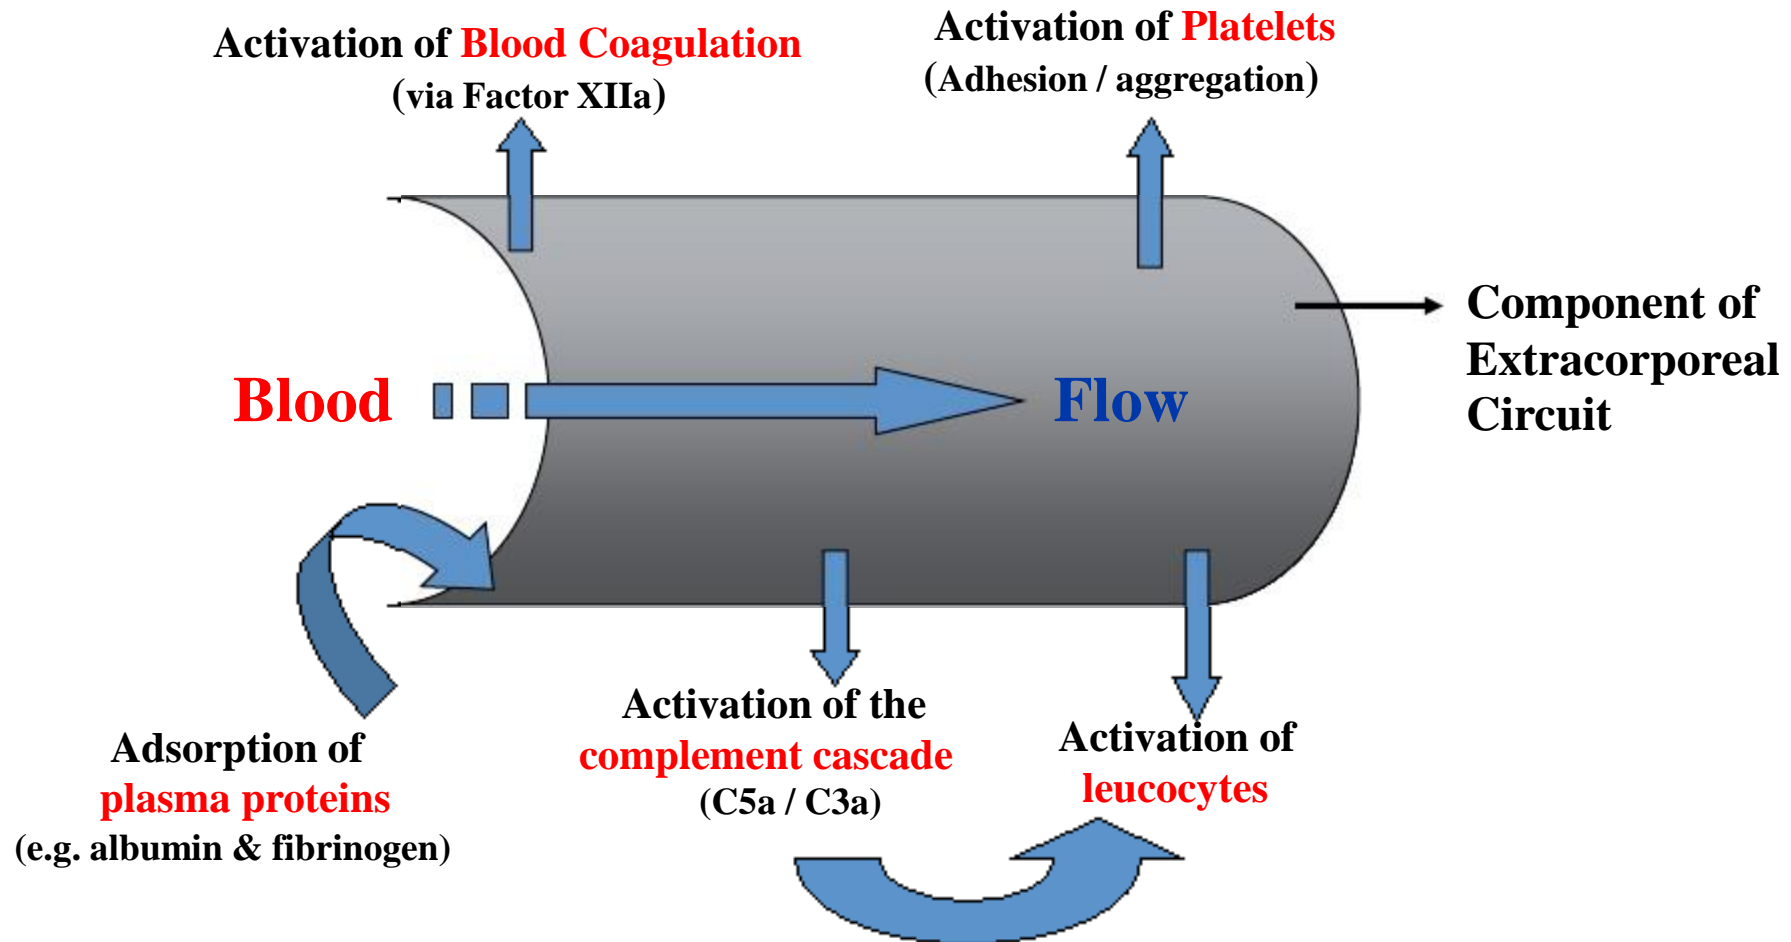 Activation of Blood Coagulation
(via Factor XIIa)
Activation of Platelets
(Adhesion / aggregation)
Component of
Extracorporeal
Circuit
Blood
Flow
Adsorption of
plasma proteins
(e.g. albumin & fibrinogen)
Activation of the
complement cascade
(C5a / C3a)
Activation of
leucocytes